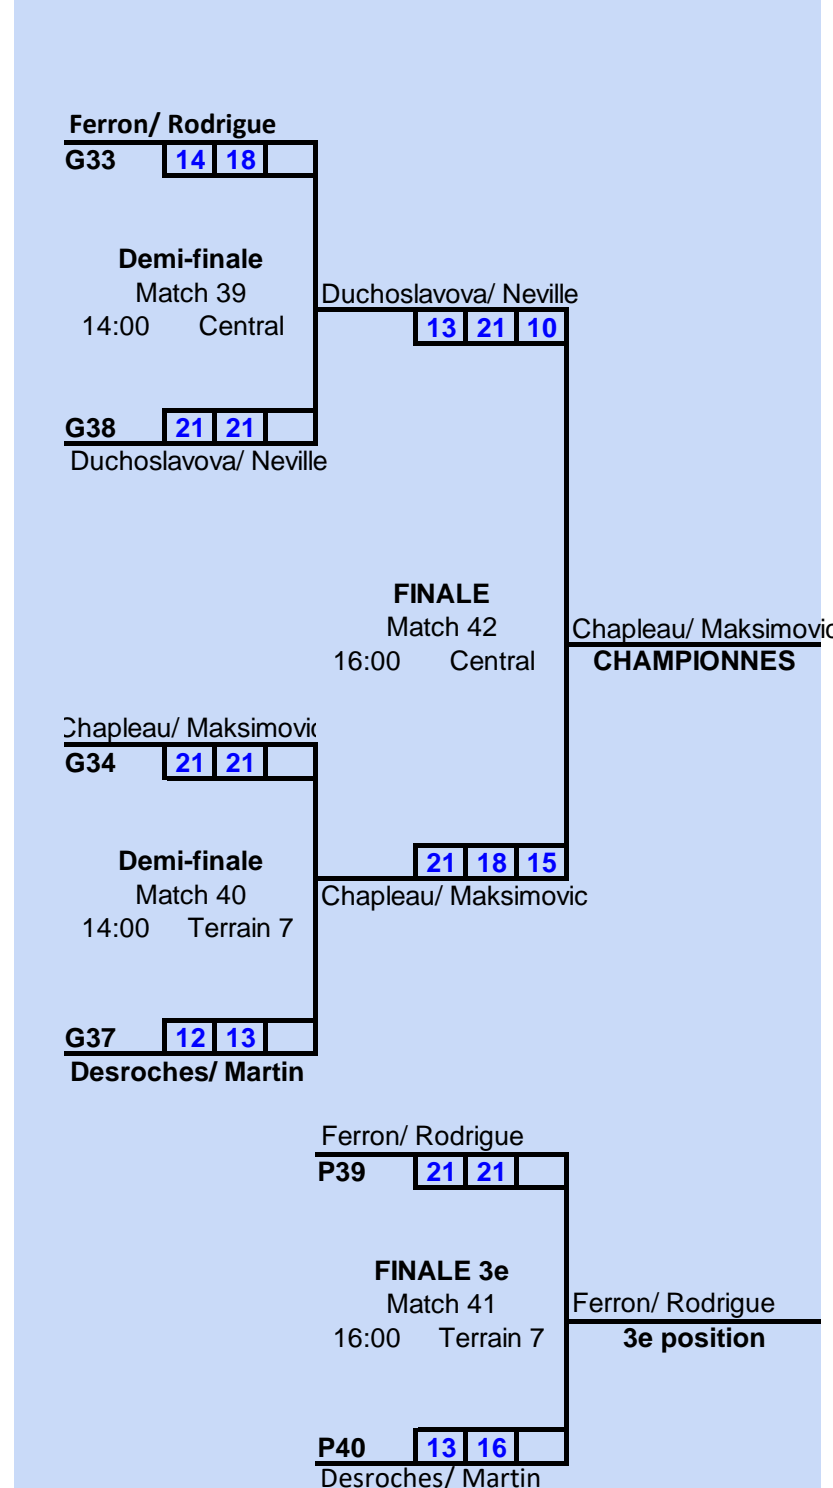 Ferron/ Rodrigue
G33 14 18
Demi-finale
Match 39
14:00 Central
G38 21 21
Duchoslavova/ Neville
Duchoslavova/ Neville
13 21 10
FINALE
Match 42
16:00 Central
Chapleau/ Maksimovic
CHAMPIONNES
Chapleau/ Maksimovic
G34 21 21
Demi-finale
Match 40
14:00 Terrain 7
G37 12 13
Desroches/ Martin
21 18 15
Chapleau/ Maksimovic
Ferron/ Rodrigue
P39 21 21
FINALE 3e
Match 41
16:00 Terrain 7
Ferron/ Rodrigue
3e position
P40 13 16
Desroches/ Martin